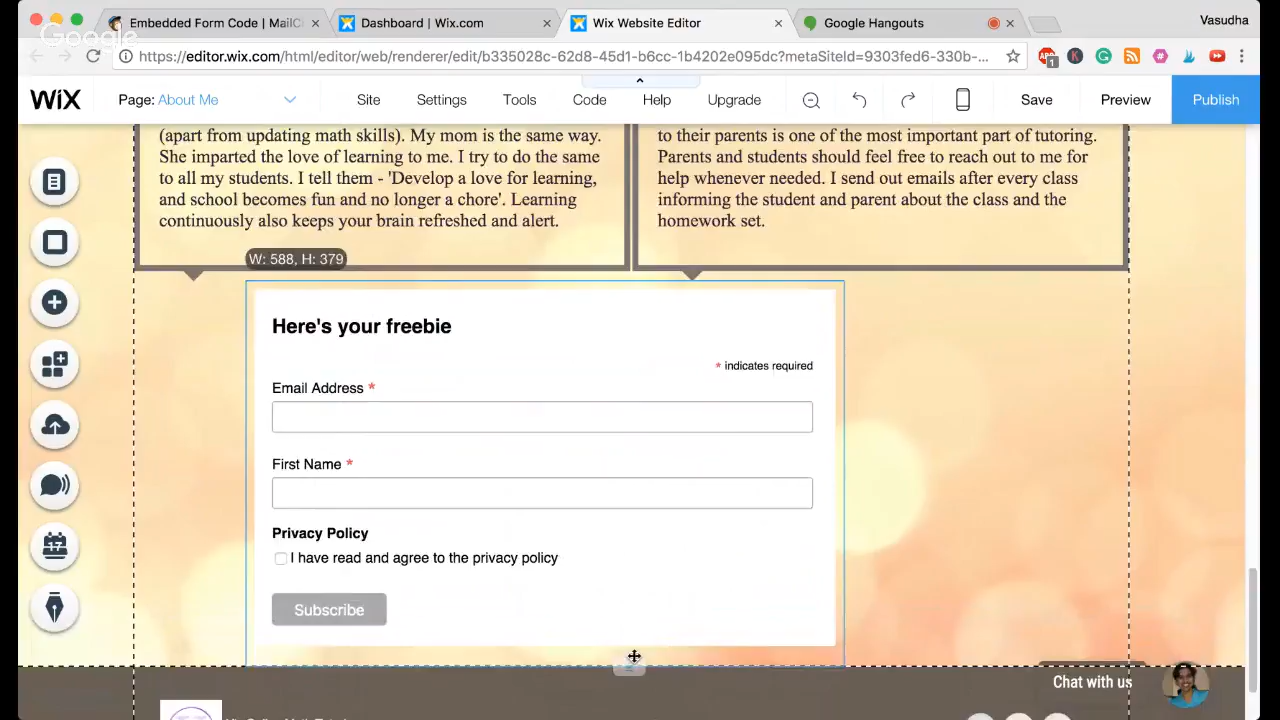 Embedded Form Code | MailC
Dashboard | Wix.com
Wix Website Editor
Google Hangouts
Vasudha
Google
https://editor.wix.com/html/editor/web/renderer/edit/b335028c-62d8-45d1-b6cc-1b4202e095dc?metaSiteId=9303fed6-330b-...
WiX
Page: About Me
Site
Settings
Tools
Code
Help
Upgrade
Save
Preview
Publish
(apart from updating math skills). My mom is the same way.
She imparted the love of learning to me. I try to do the same
to all my students. I tell them - 'Develop a love for learning,
and school becomes fun and no longer a chore'. Learning
continuously also keeps your brain refreshed and alert.
to their parents is one of the most important part of tutoring.
Parents and students should feel free to reach out to me for
help whenever needed. I send out emails after every class
informing the student and parent about the class and the
homework set.
W: 588, H: 379
Here's your freebie
* indicates required
Email Address *
First Name *
Privacy Policy
I have read and agree to the privacy policy
Subscribe
17
Chat with us